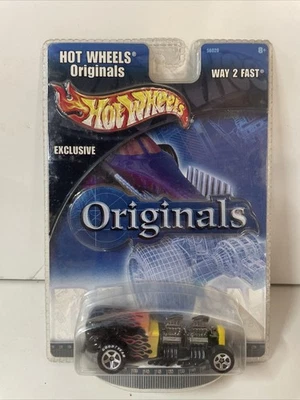 HOT WHEELS®
Originals
WAY 2 FAST®
Hot Wheels
EXCLUSIVE
Originals